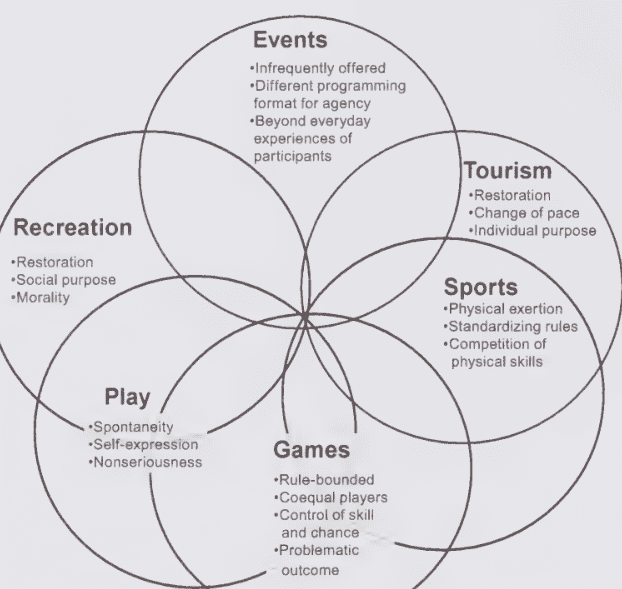 Events
•Infrequently offered
•Different programming
format for agency
•Beyond everyday
experiences of
participants
Tourism
•Restoration
•Change of pace
•Individual purpose
Recreation
•Restoration
•Social purpose
•Morality
Sports
•Physical exertion
•Standardizing rules
•Competition of
physical skills
Play
•Spontaneity
•Self-expression
•Nonseriousness
Games
•Rule-bounded
•Coequal players
•Control of skill
and chance
•Problematic
outcome